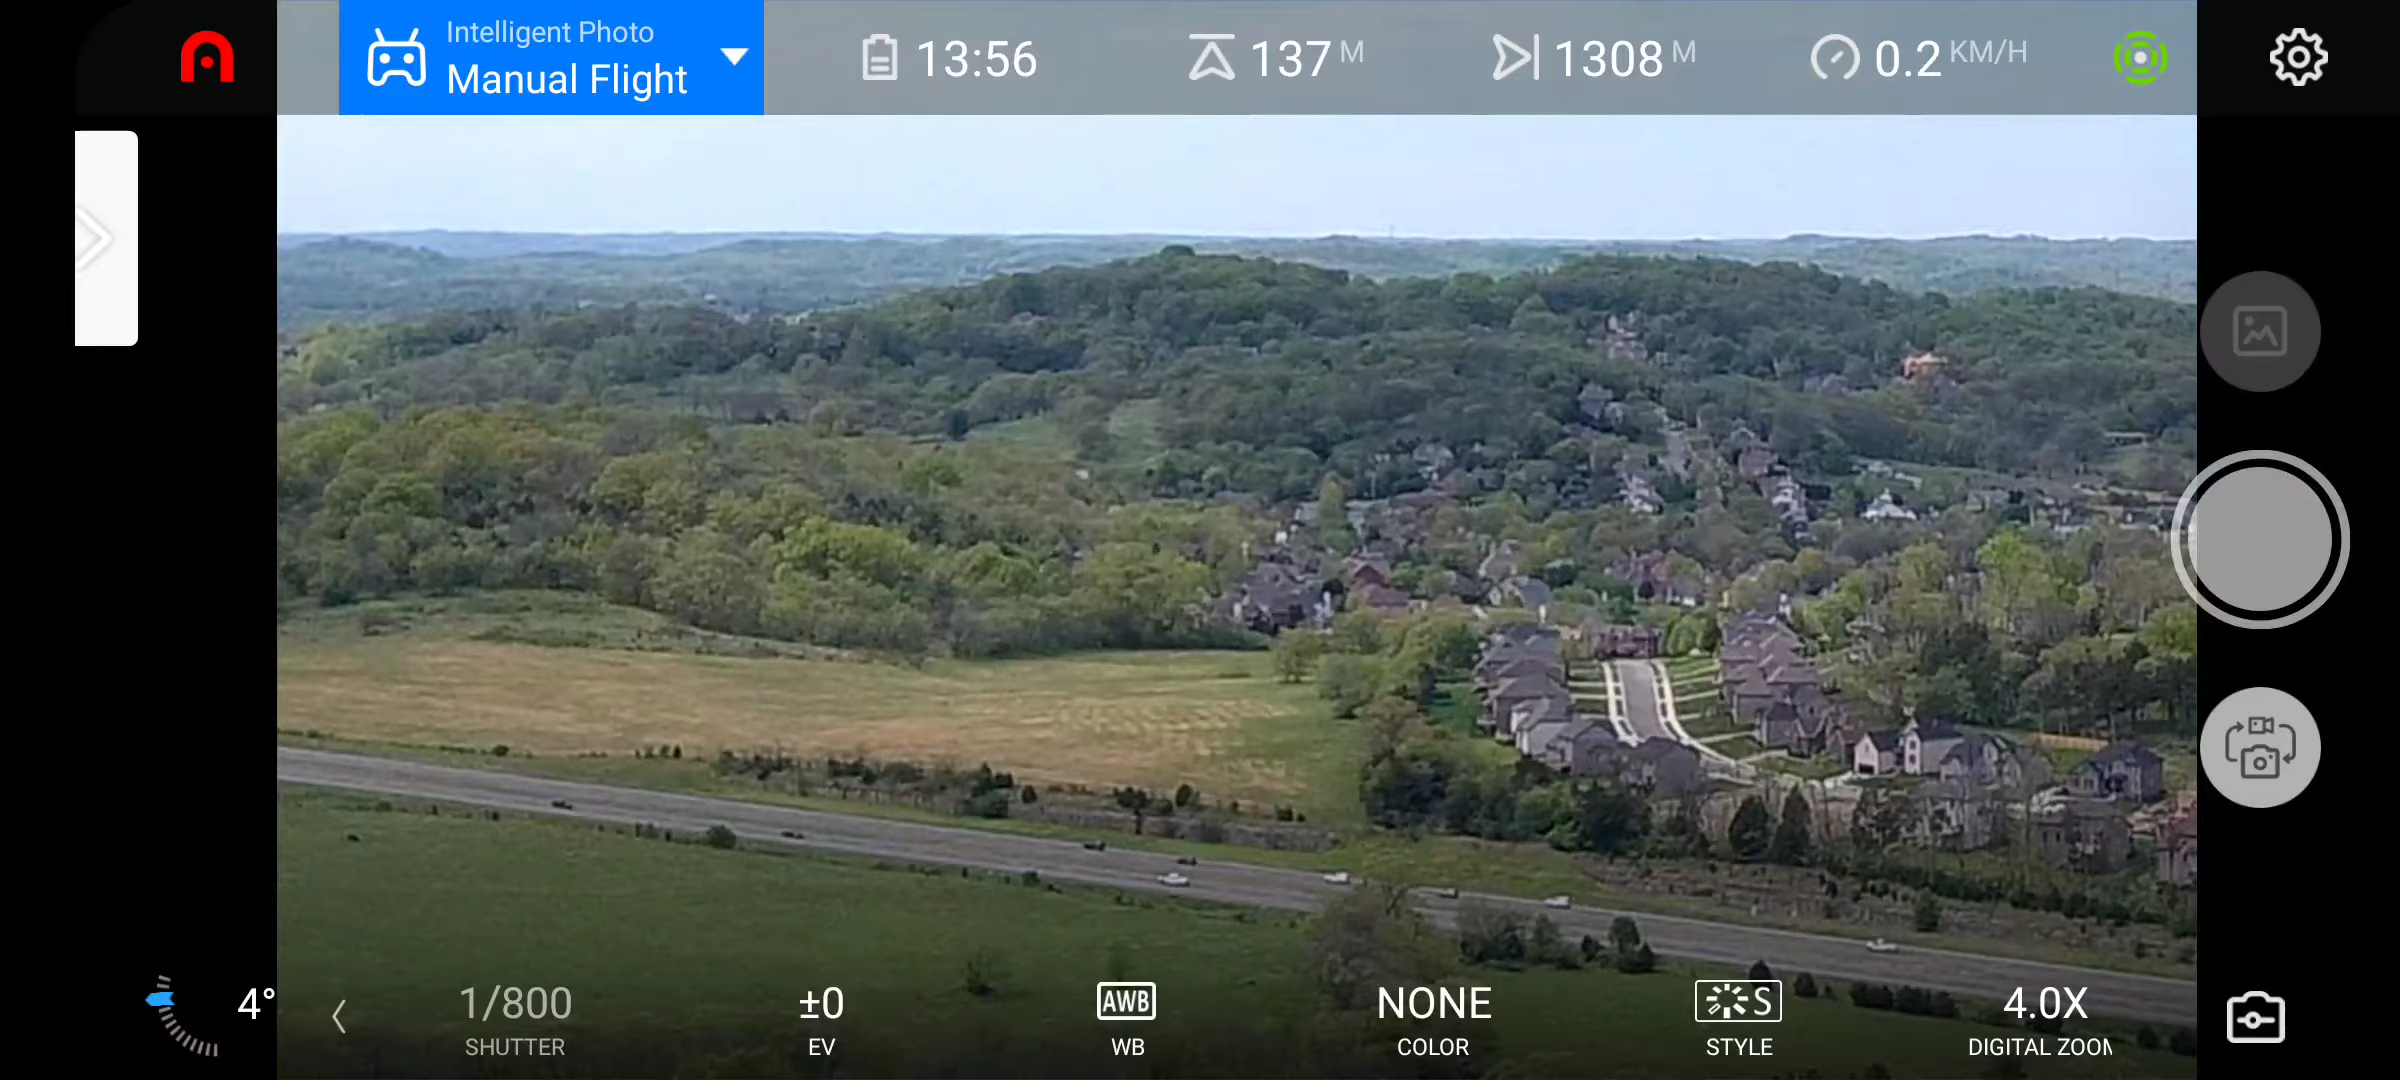 Intelligent Photo
Manual Flight
13:56
137 M
1308 M
0.2 KM/H
4°
1/800
SHUTTER
±0
EV
AWB
WB
NONE
COLOR
S
STYLE
4.0X
DIGITAL ZOOM